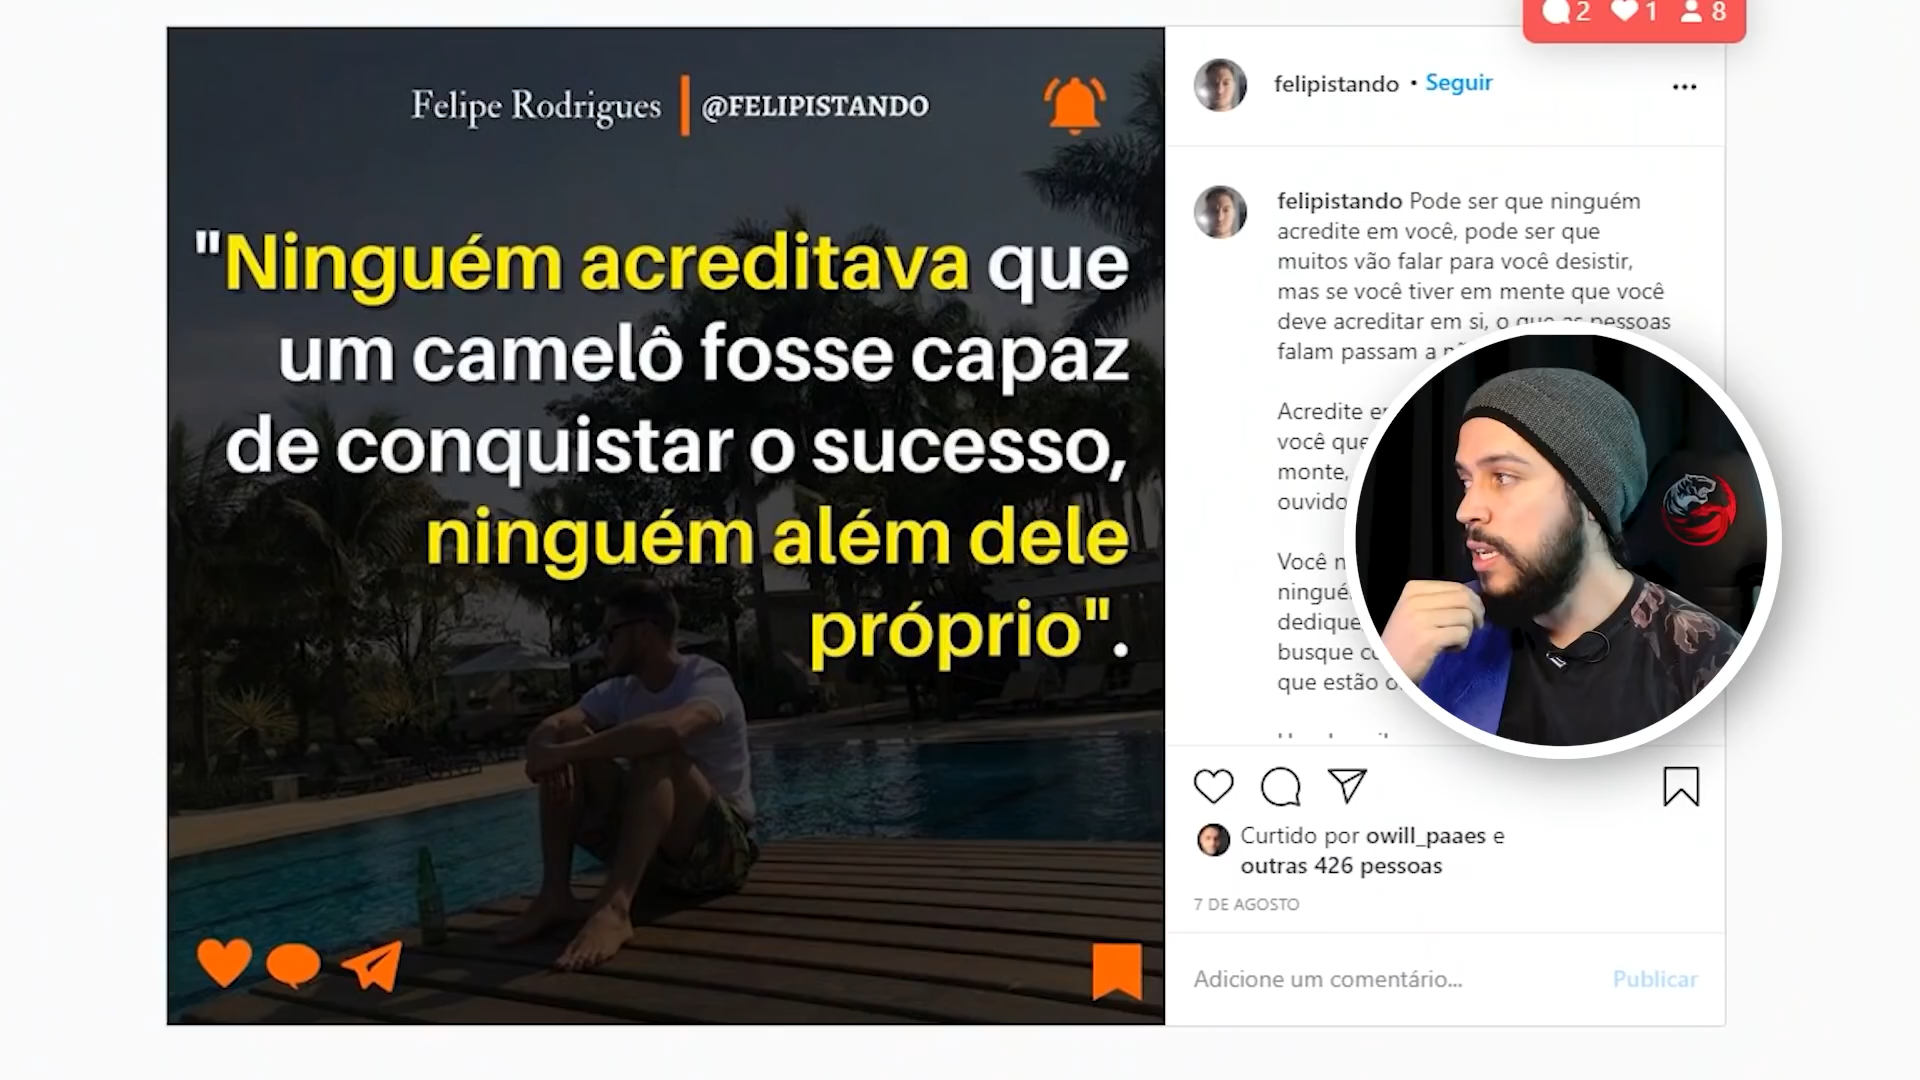 2 1 8
Felipe Rodrigues @FELIPISTANDO
"Ninguém acreditava que
um camelô fosse capaz
de conquistar o sucesso,
ninguém além dele
próprio".
felipistando • Seguir
felipistando Pode ser que ninguém
acredite em você, pode ser que
muitos vão falar para você desistir,
mas se você tiver em mente que você
deve acreditar em si, o que as pessoas
falam passam a
Acredite
você que
monte,
ouvido
Você
dedique
busque
que estão
Curtido por owill_paaes e
outras 426 pessoas
7 DE AGOSTO
Adicione um comentário... Publicar